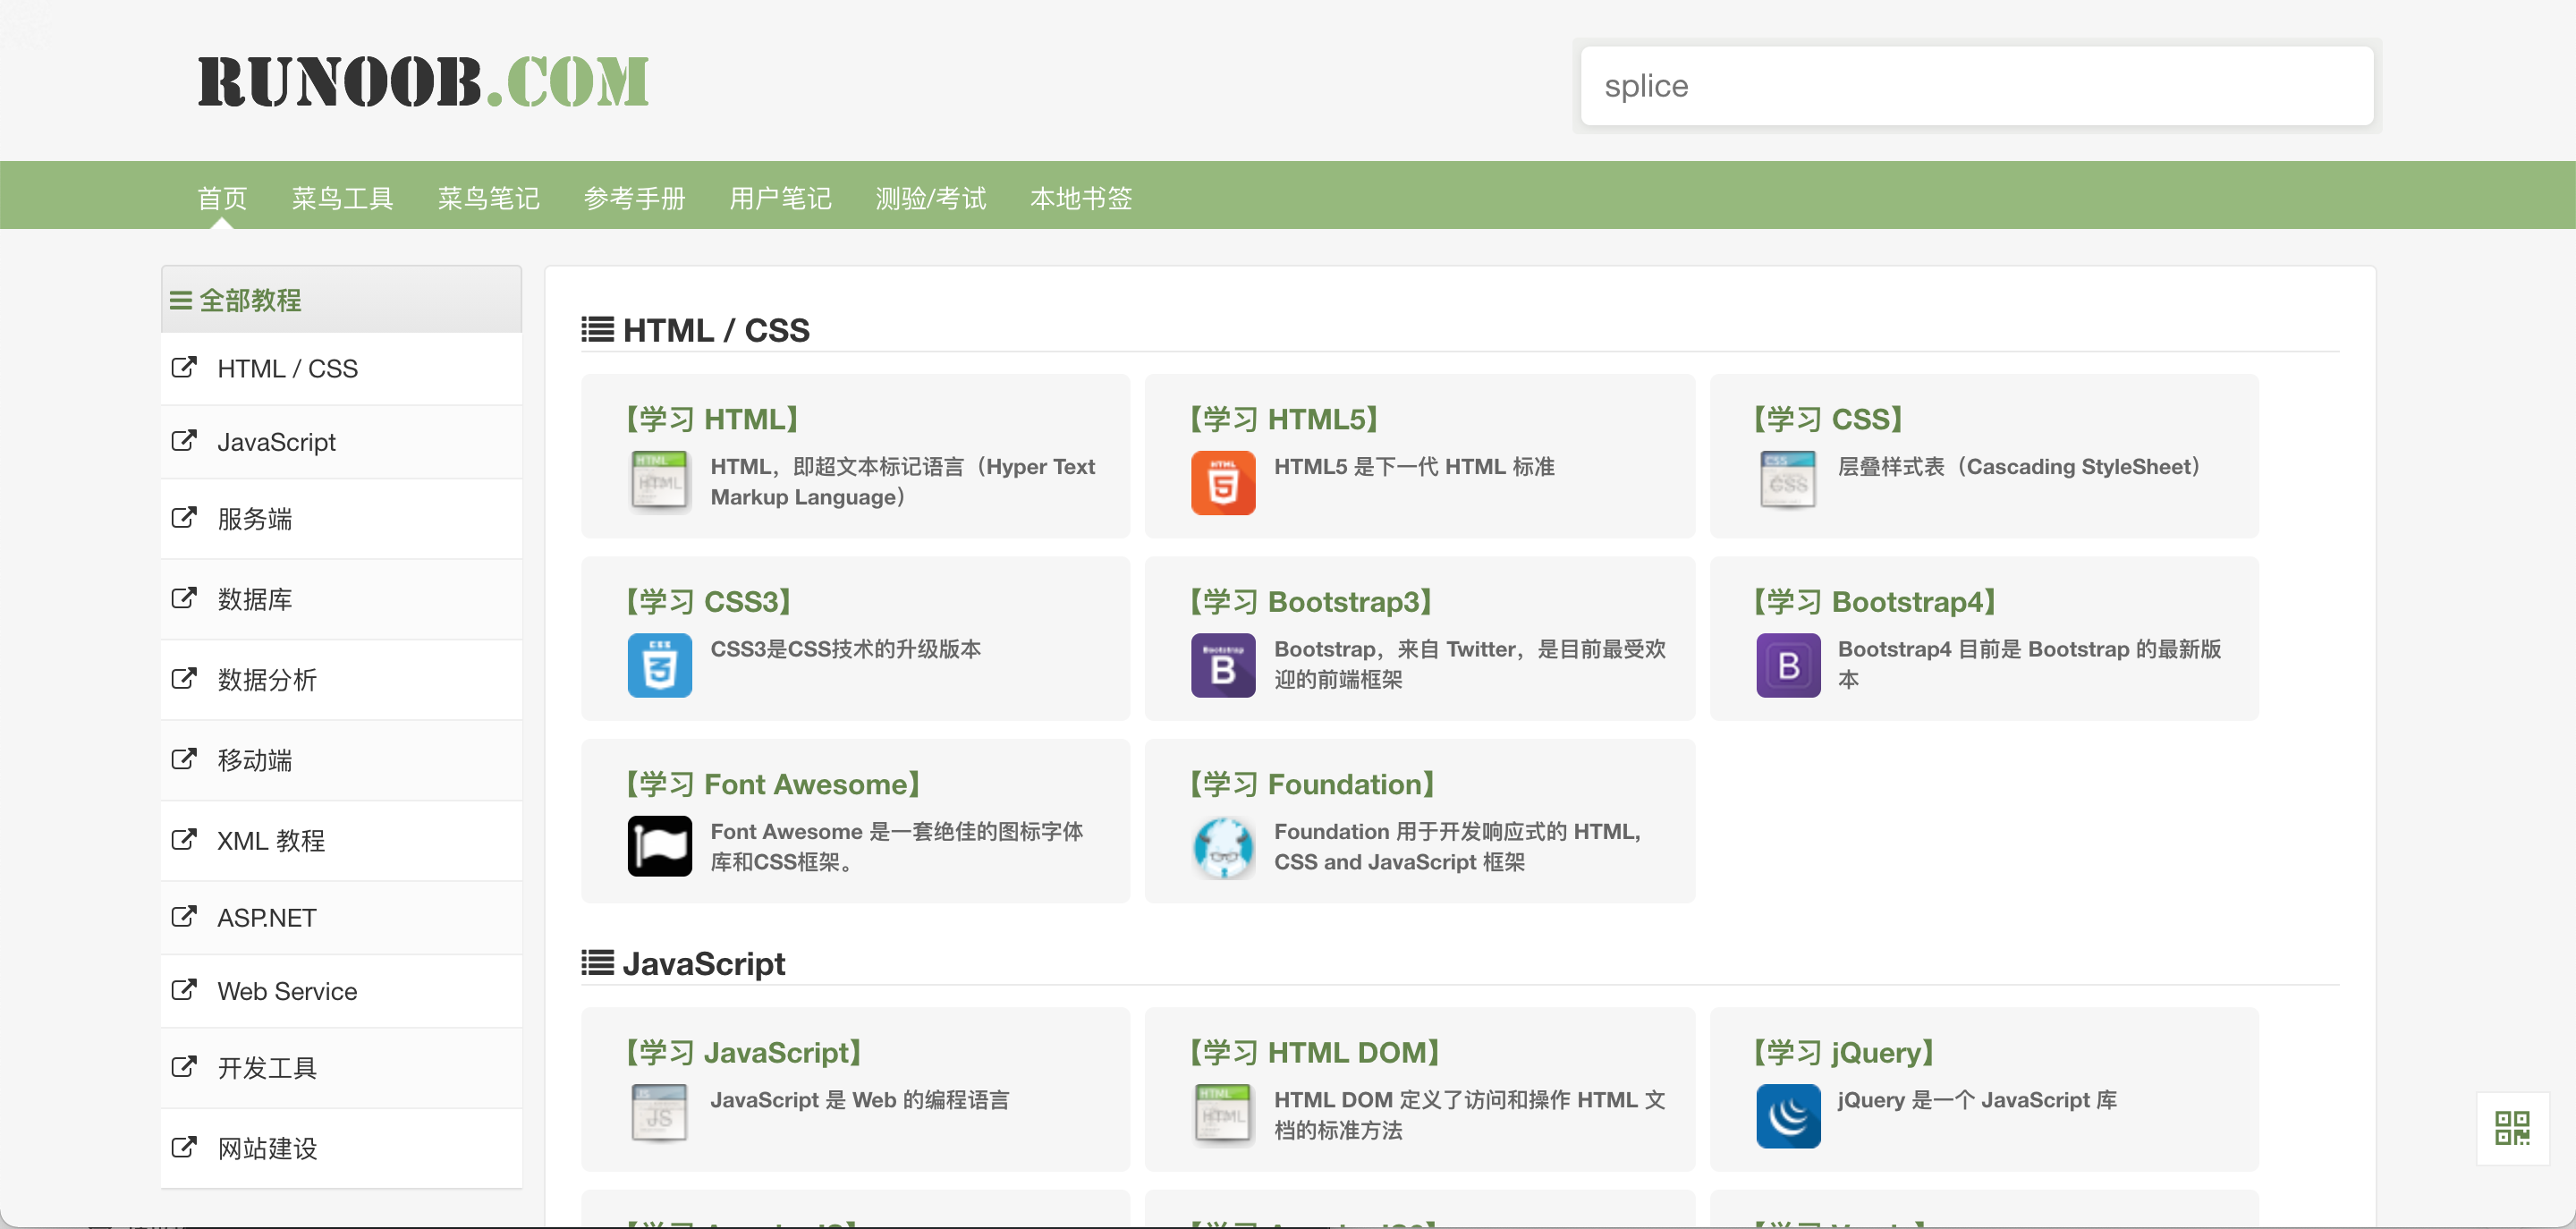 RUNOOB.COM
splice
首页 菜鸟工具 菜鸟笔记 参考手册 用户笔记 测验/考试 本地书签
全部教程
HTML / CSS
JavaScript
服务端
数据库
数据分析
移动端
XML 教程
ASP.NET
Web Service
开发工具
网站建设
HTML / CSS
【学习 HTML】
HTML，即超文本标记语言（Hyper Text
Markup Language）
【学习 HTML5】
HTML5 是下一代 HTML 标准
【学习 CSS】
层叠样式表（Cascading StyleSheet）
【学习 CSS3】
CSS3是CSS技术的升级版本
【学习 Bootstrap3】
Bootstrap，来自 Twitter，是目前最受欢
迎的前端框架
【学习 Bootstrap4】
Bootstrap4 目前是 Bootstrap 的最新版
本
【学习 Font Awesome】
Font Awesome 是一套绝佳的图标字体
库和CSS框架。
【学习 Foundation】
Foundation 用于开发响应式的 HTML,
CSS and JavaScript 框架
JavaScript
【学习 JavaScript】
JavaScript 是 Web 的编程语言
【学习 HTML DOM】
HTML DOM 定义了访问和操作 HTML 文
档的标准方法
【学习 jQuery】
jQuery 是一个 JavaScript 库